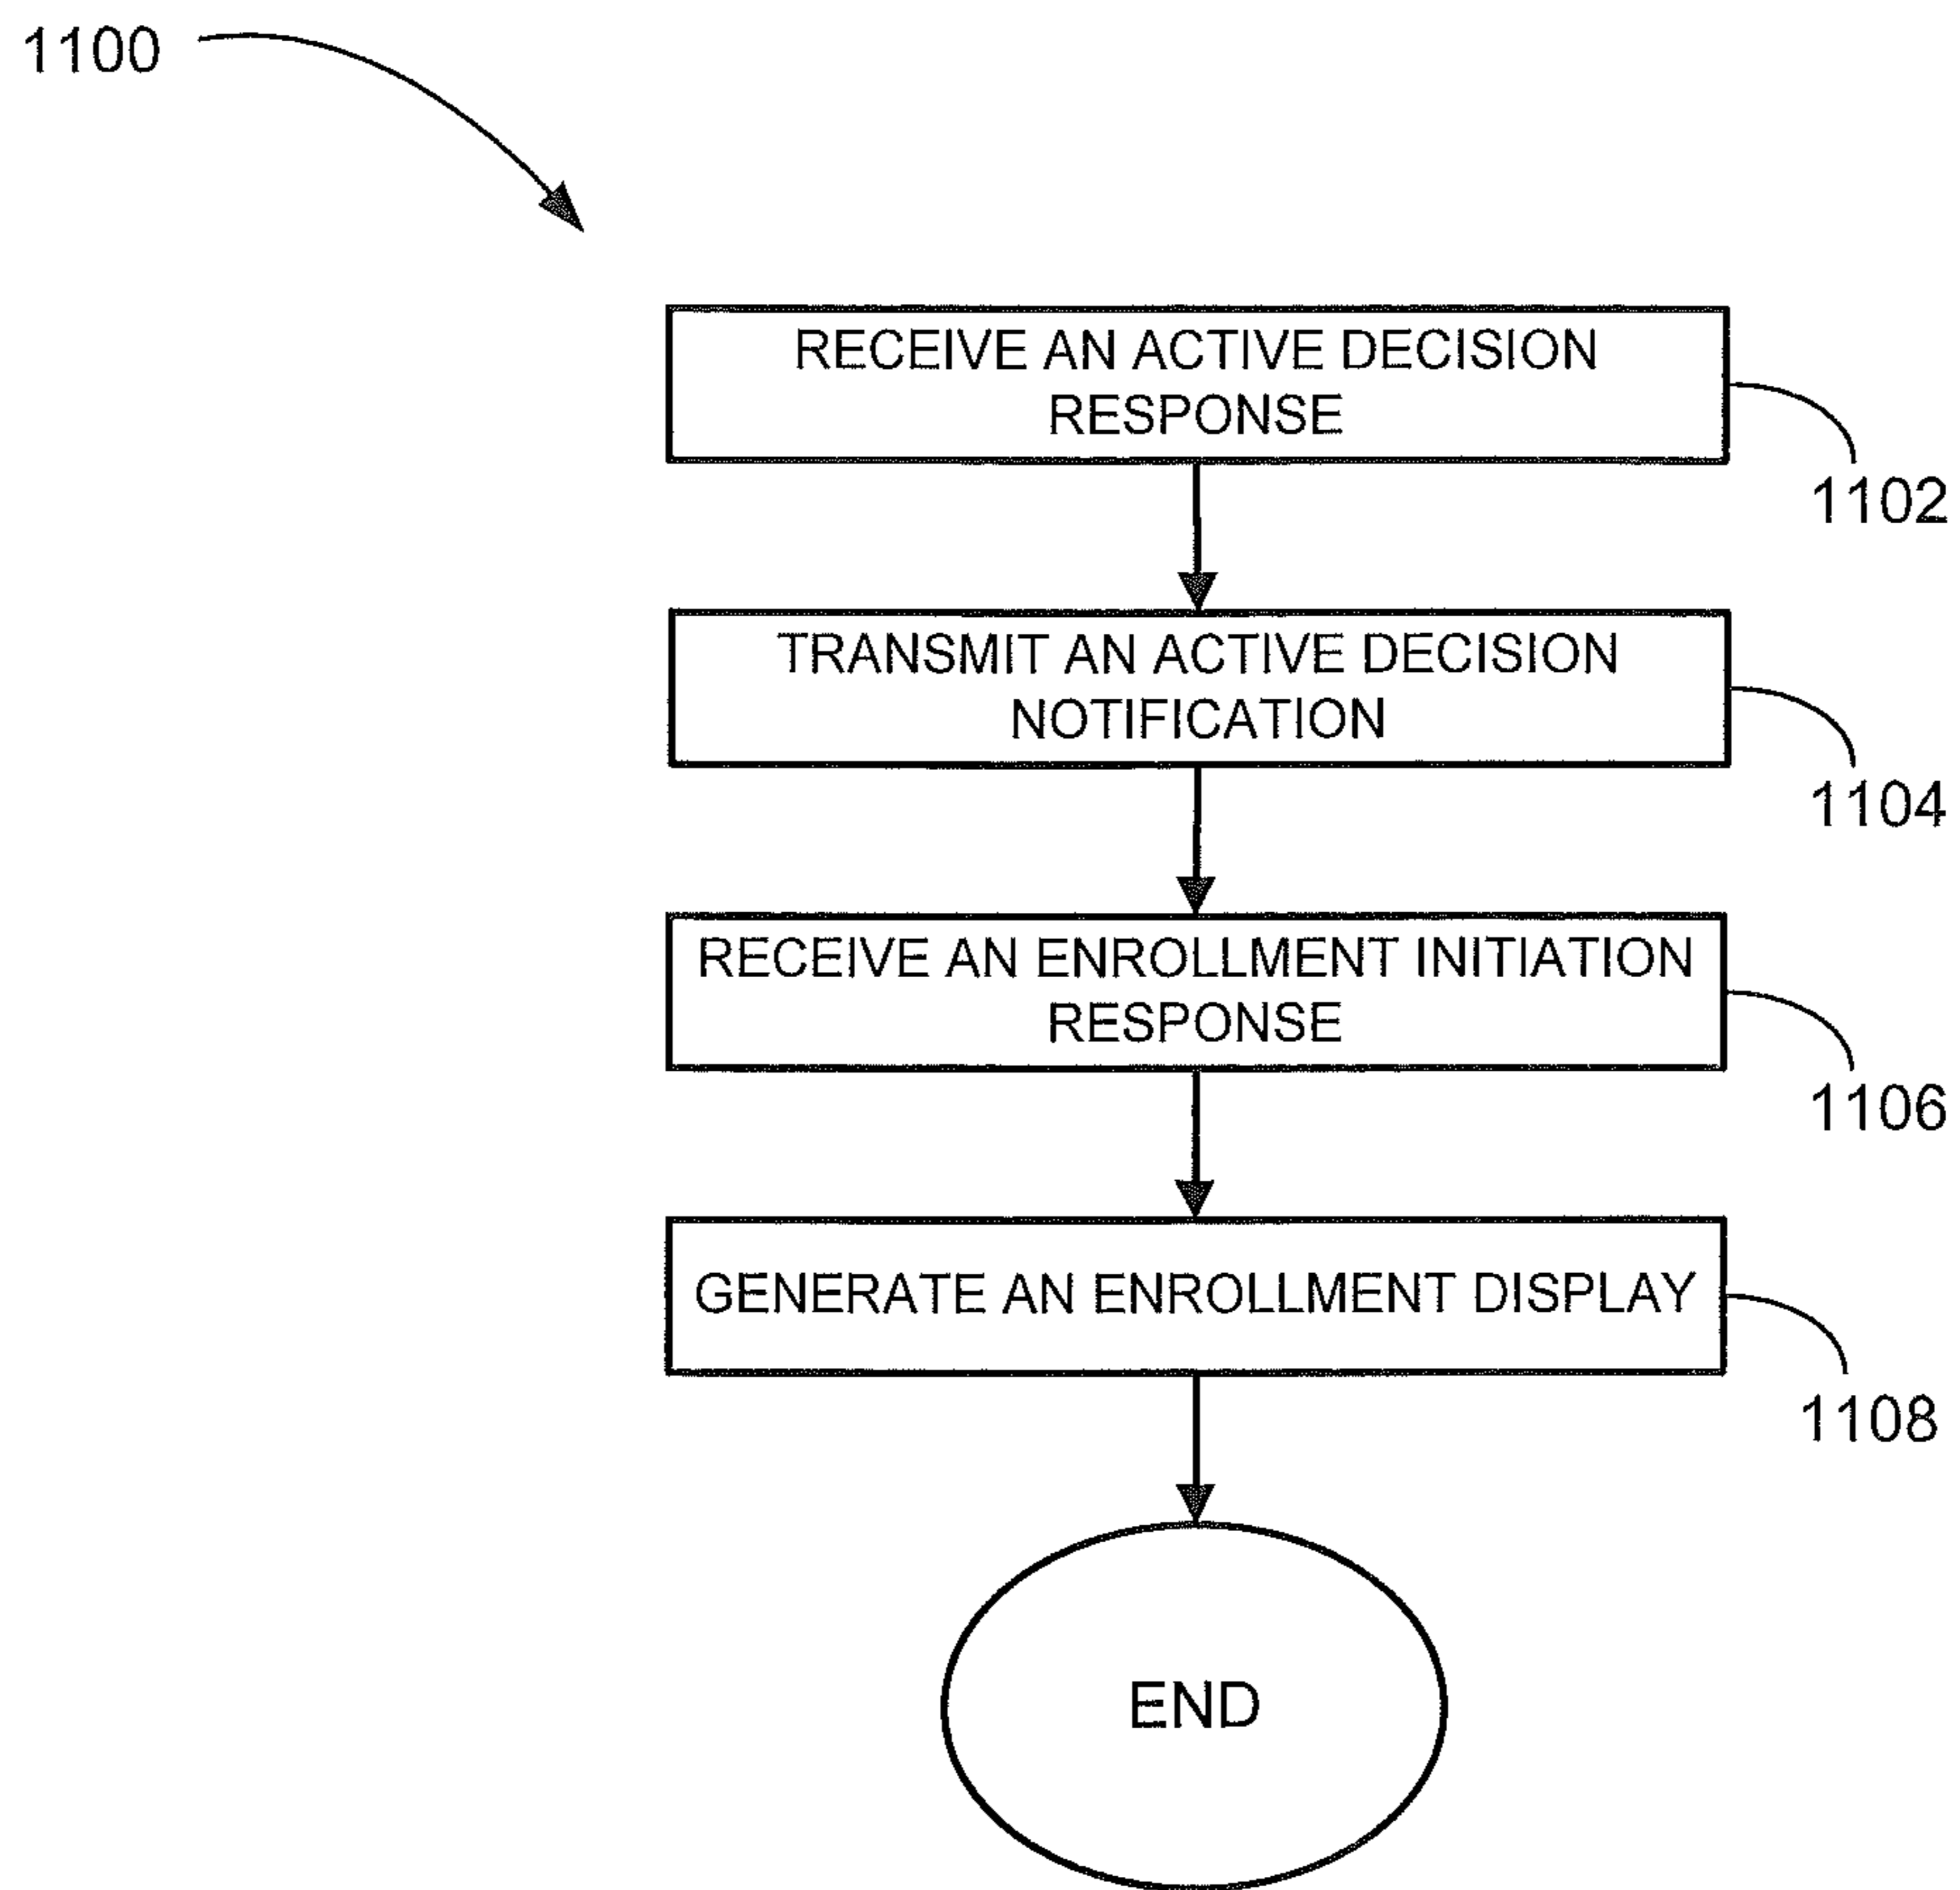 1100
RECEIVE AN ACTIVE DECISION
RESPONSE
1102
TRANSMIT AN ACTIVE DECISION
NOTIFICATION
1104
RECEIVE AN ENROLLMENT INITIATION
RESPONSE
1106
GENERATE AN ENROLLMENT DISPLAY
1108
END